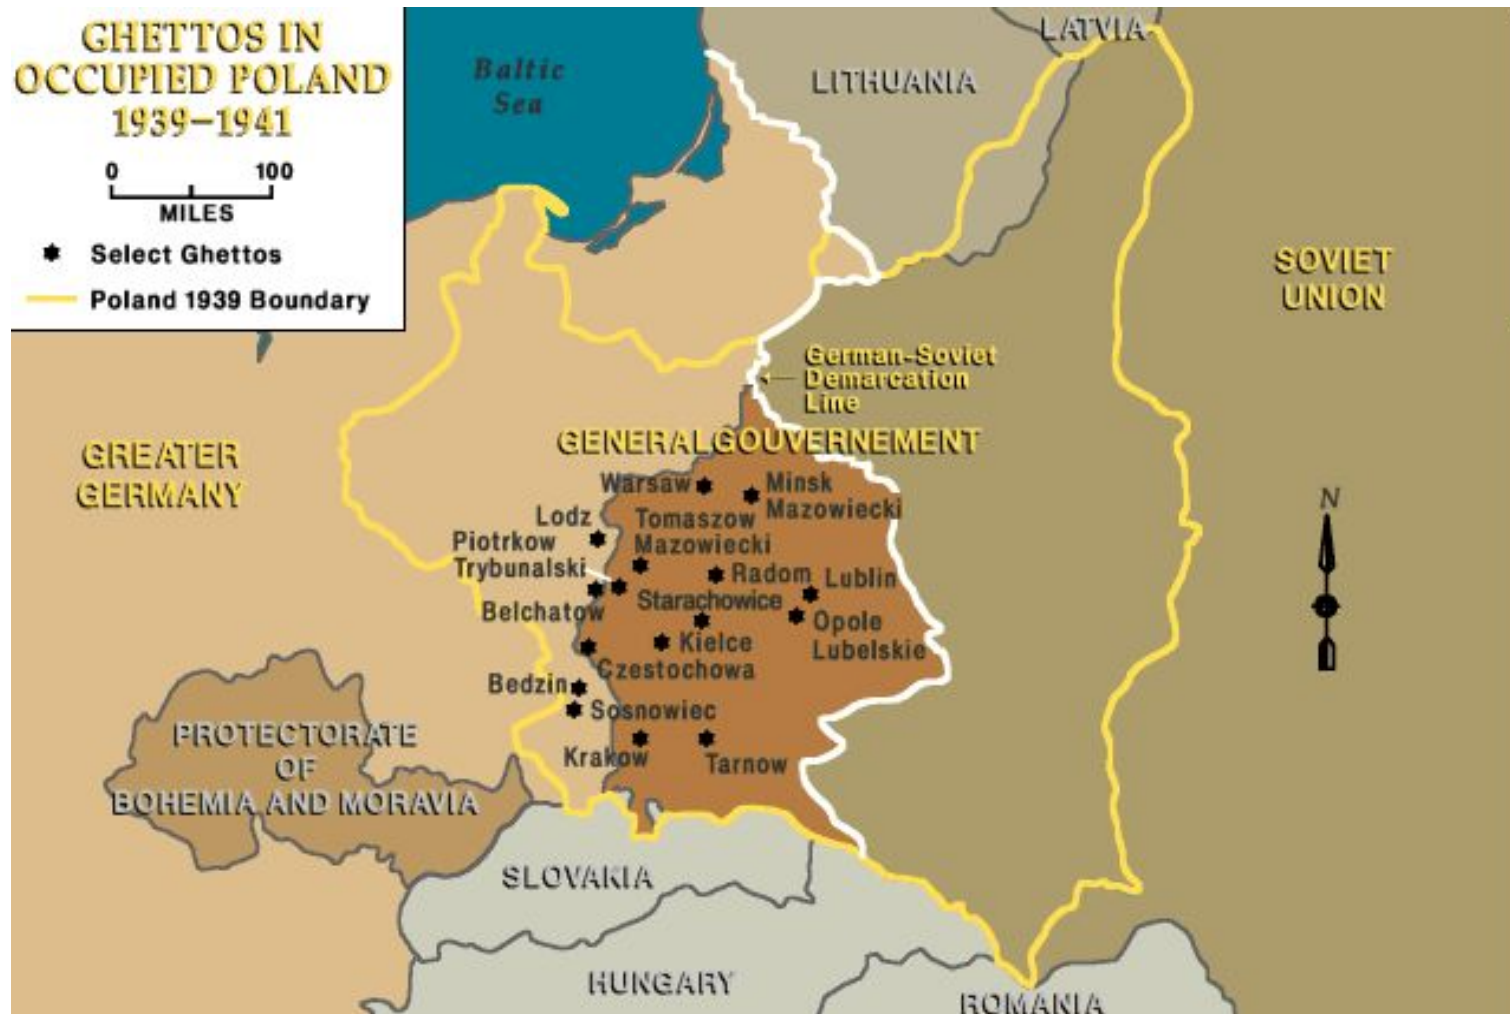 GHETTOS IN
OCCUPIED POLAND
1939–1941
0 100
MILES
Select Ghettos
Poland 1939 Boundary
Baltic
Sea
LATVIA
LITHUANIA
SOVIET
UNION
German-Soviet
Demarcation
Line
GREATER
GERMANY
GENERALGOUVERNEMENT
Warsaw
Minsk
Mazowiecki
Lodz
Tomaszow
Mazowiecki
Piotrkow
Trybunalski
Radom
Lublin
Belchatow
Starachowice
Opole
Lubelskie
Kielce
Czestochowa
Bedzin
Sosnowiec
Krakow
Tarnow
N
PROTECTORATE
OF
BOHEMIA AND MORAVIA
SLOVAKIA
HUNGARY
ROMANIA